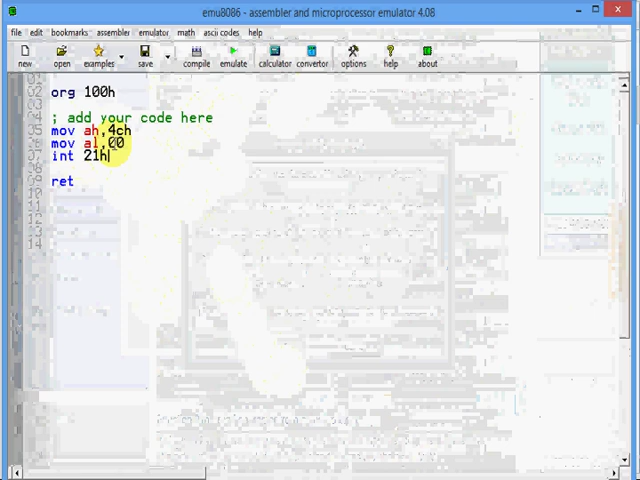 emu8086 - assembler and microprocessor emulator 4.08
file edit bookmarks assembler emulator math ascii codes help
new open examples save compile emulate calculator convertor options help about
01
02 org 100h
03
04 ; add your code here
05 mov ah,4ch
06 mov al,00
07 int 21h
08
09 ret
10
11
12
13
14